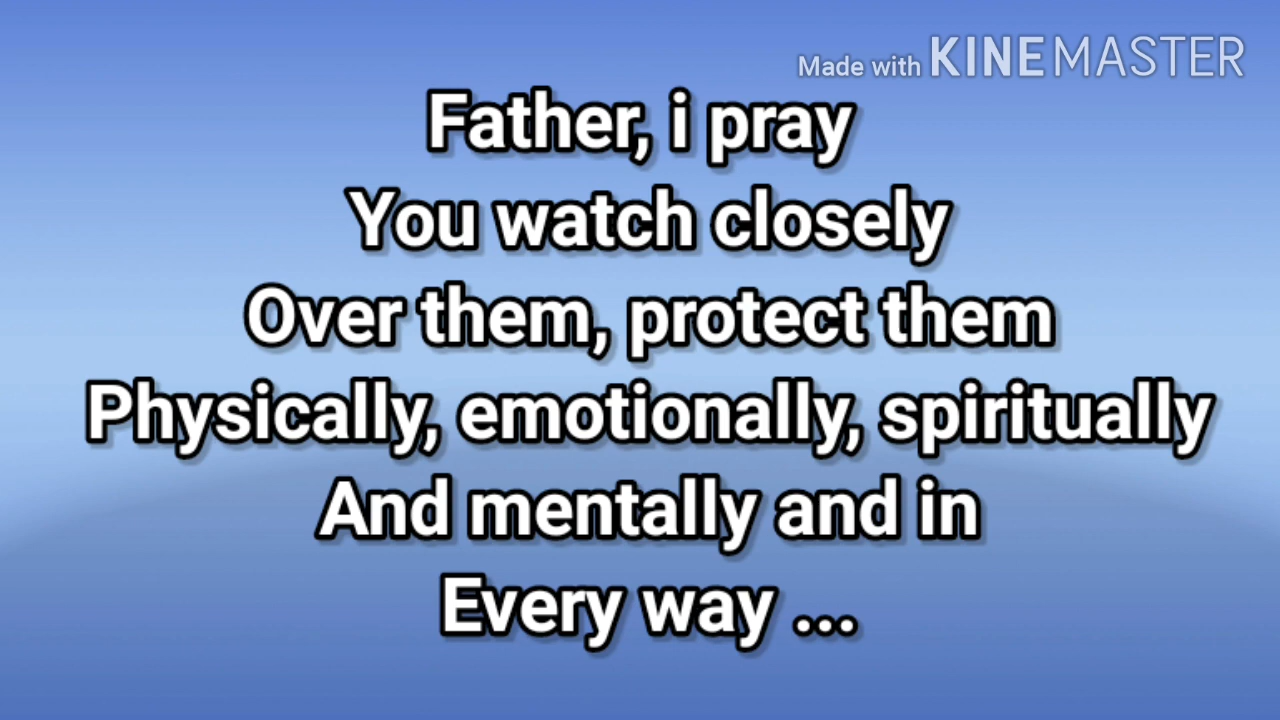 Made with KINEMASTER
Father, i pray
You watch closely
Over them, protect them
Physically, emotionally, spiritually
And mentally and in
Every way ...